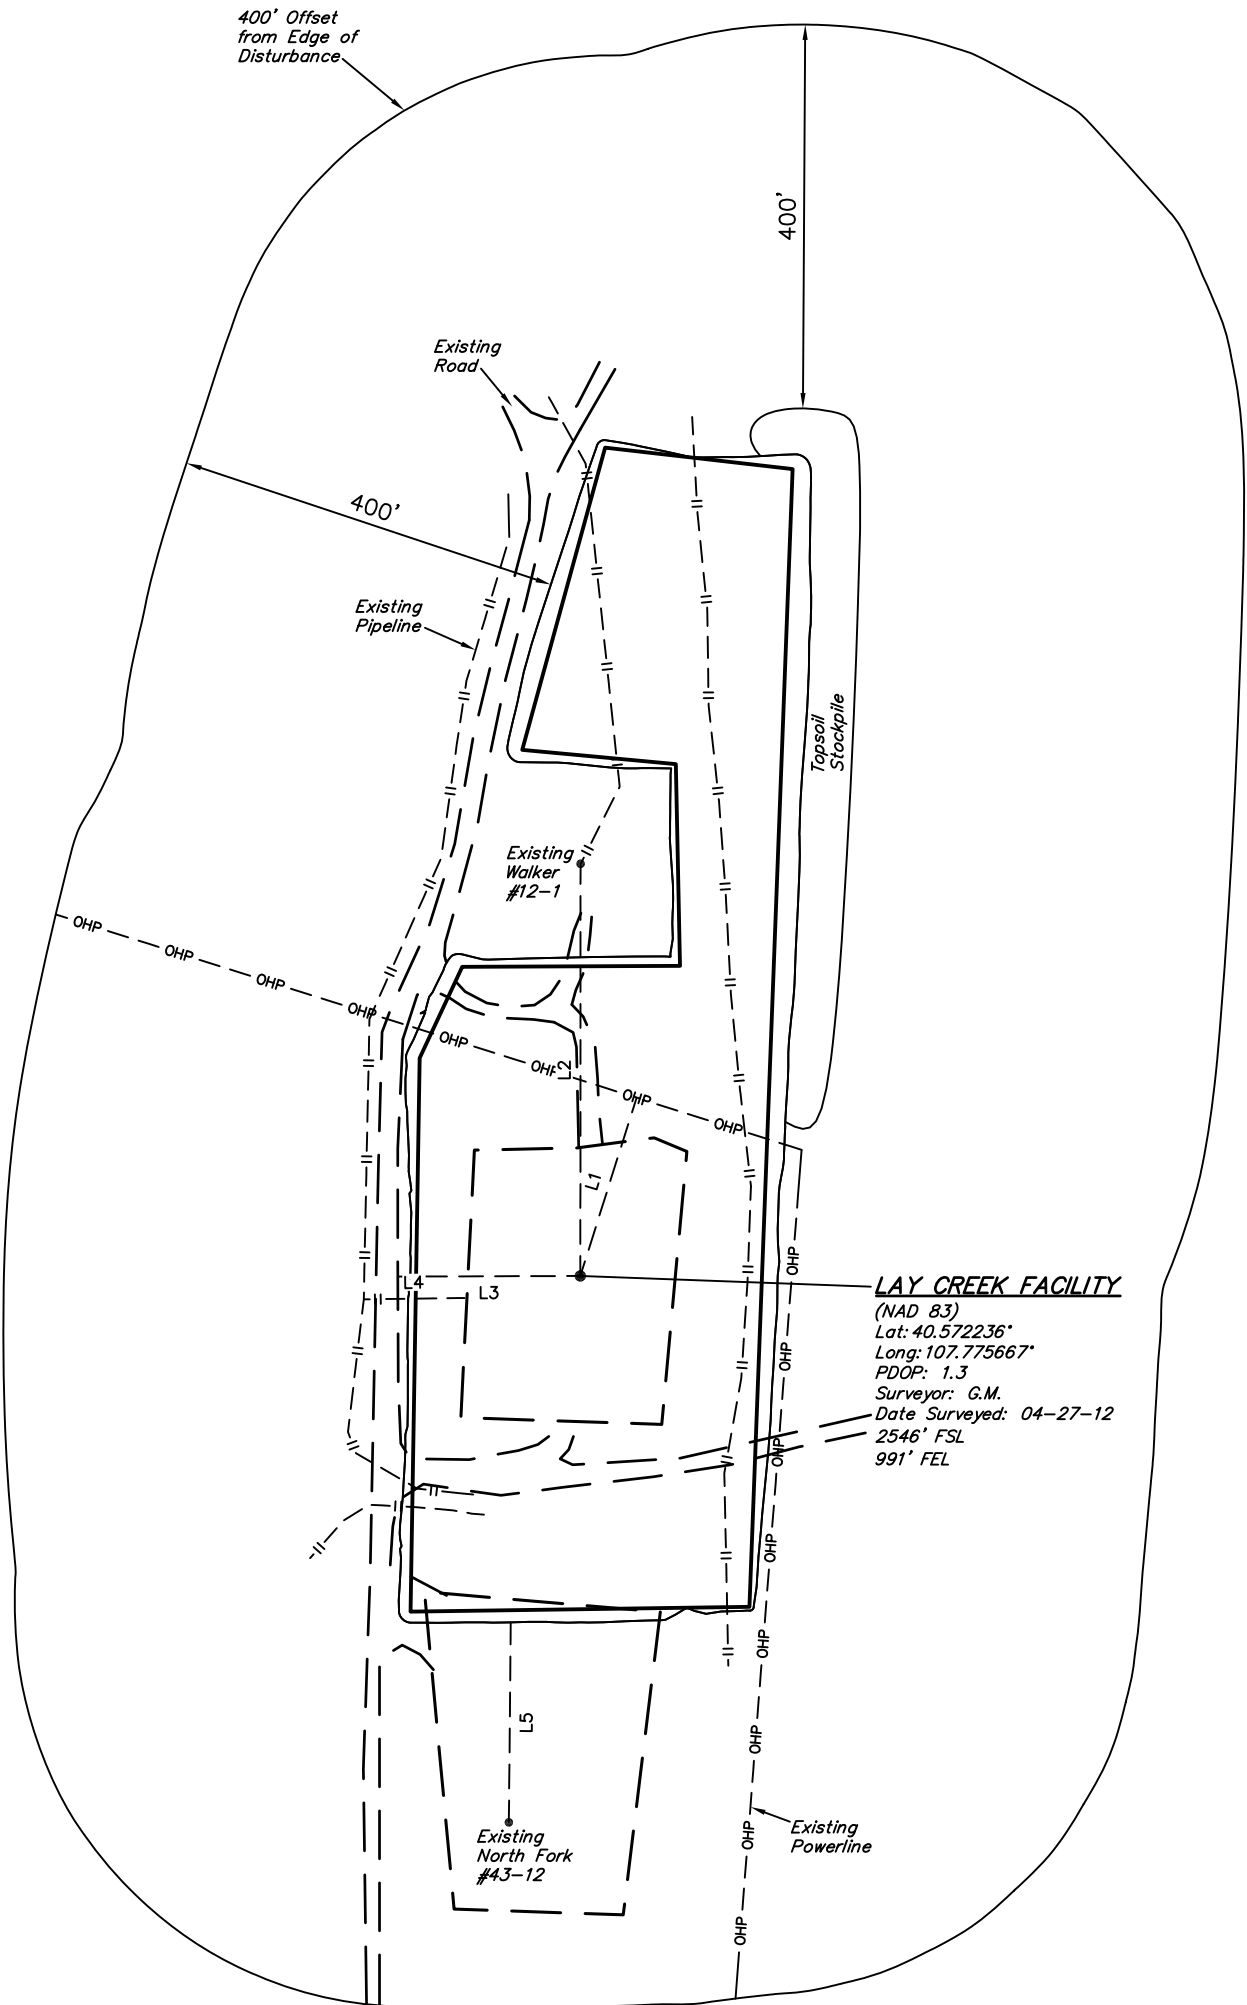 400' Offset
from Edge of
Disturbance
400'
Existing
Road
400'
Existing
Pipeline
Topsoil
Stockpile
Existing
Walker
#12-1
OHP
OHP
OHP
OHP
OHP
OHP
OHP
OHP
L2
L1
OHP
L4
L3
LAY CREEK FACILITY
(NAD 83)
Lat: 40.572236°
Long: 107.775667°
PDOP: 1.3
Surveyor: G.M.
Date Surveyed: 04-27-12
2546' FSL
991' FEL
OHP
OHP
OHP
OHP
L5
OHP
Existing
Powerline
OHP
Existing
North Fork
#43-12
OHP